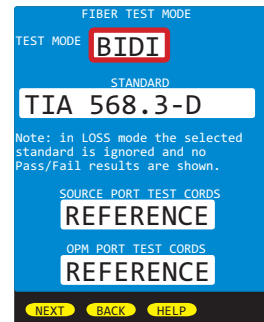 FIBER TEST MODE
TEST MODE BIDI
STANDARD
TIA 568.3-D
Note: in LOSS mode the selected
standard is ignored and no
Pass/Fail results are shown.
SOURCE PORT TEST CORDS
REFERENCE
OPM PORT TEST CORDS
REFERENCE
NEXT BACK HELP